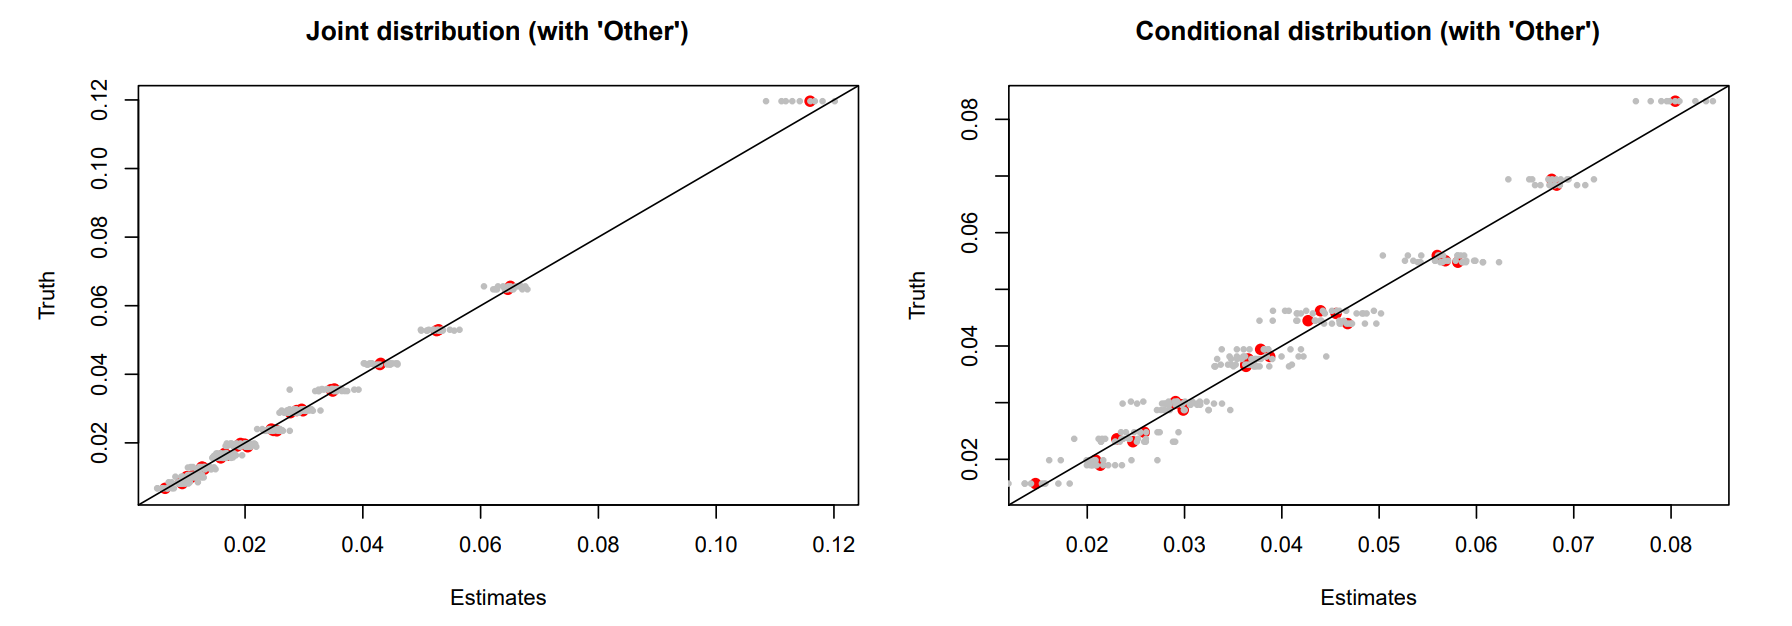 Joint distribution (with 'Other')
Truth
0.12
0.10
0.08
0.06
0.04
0.02
0.02 0.04 0.06 0.08 0.10 0.12
Estimates
Conditional distribution (with 'Other')
Truth
0.08
0.06
0.04
0.02
0.02 0.03 0.04 0.05 0.06 0.07 0.08
Estimates